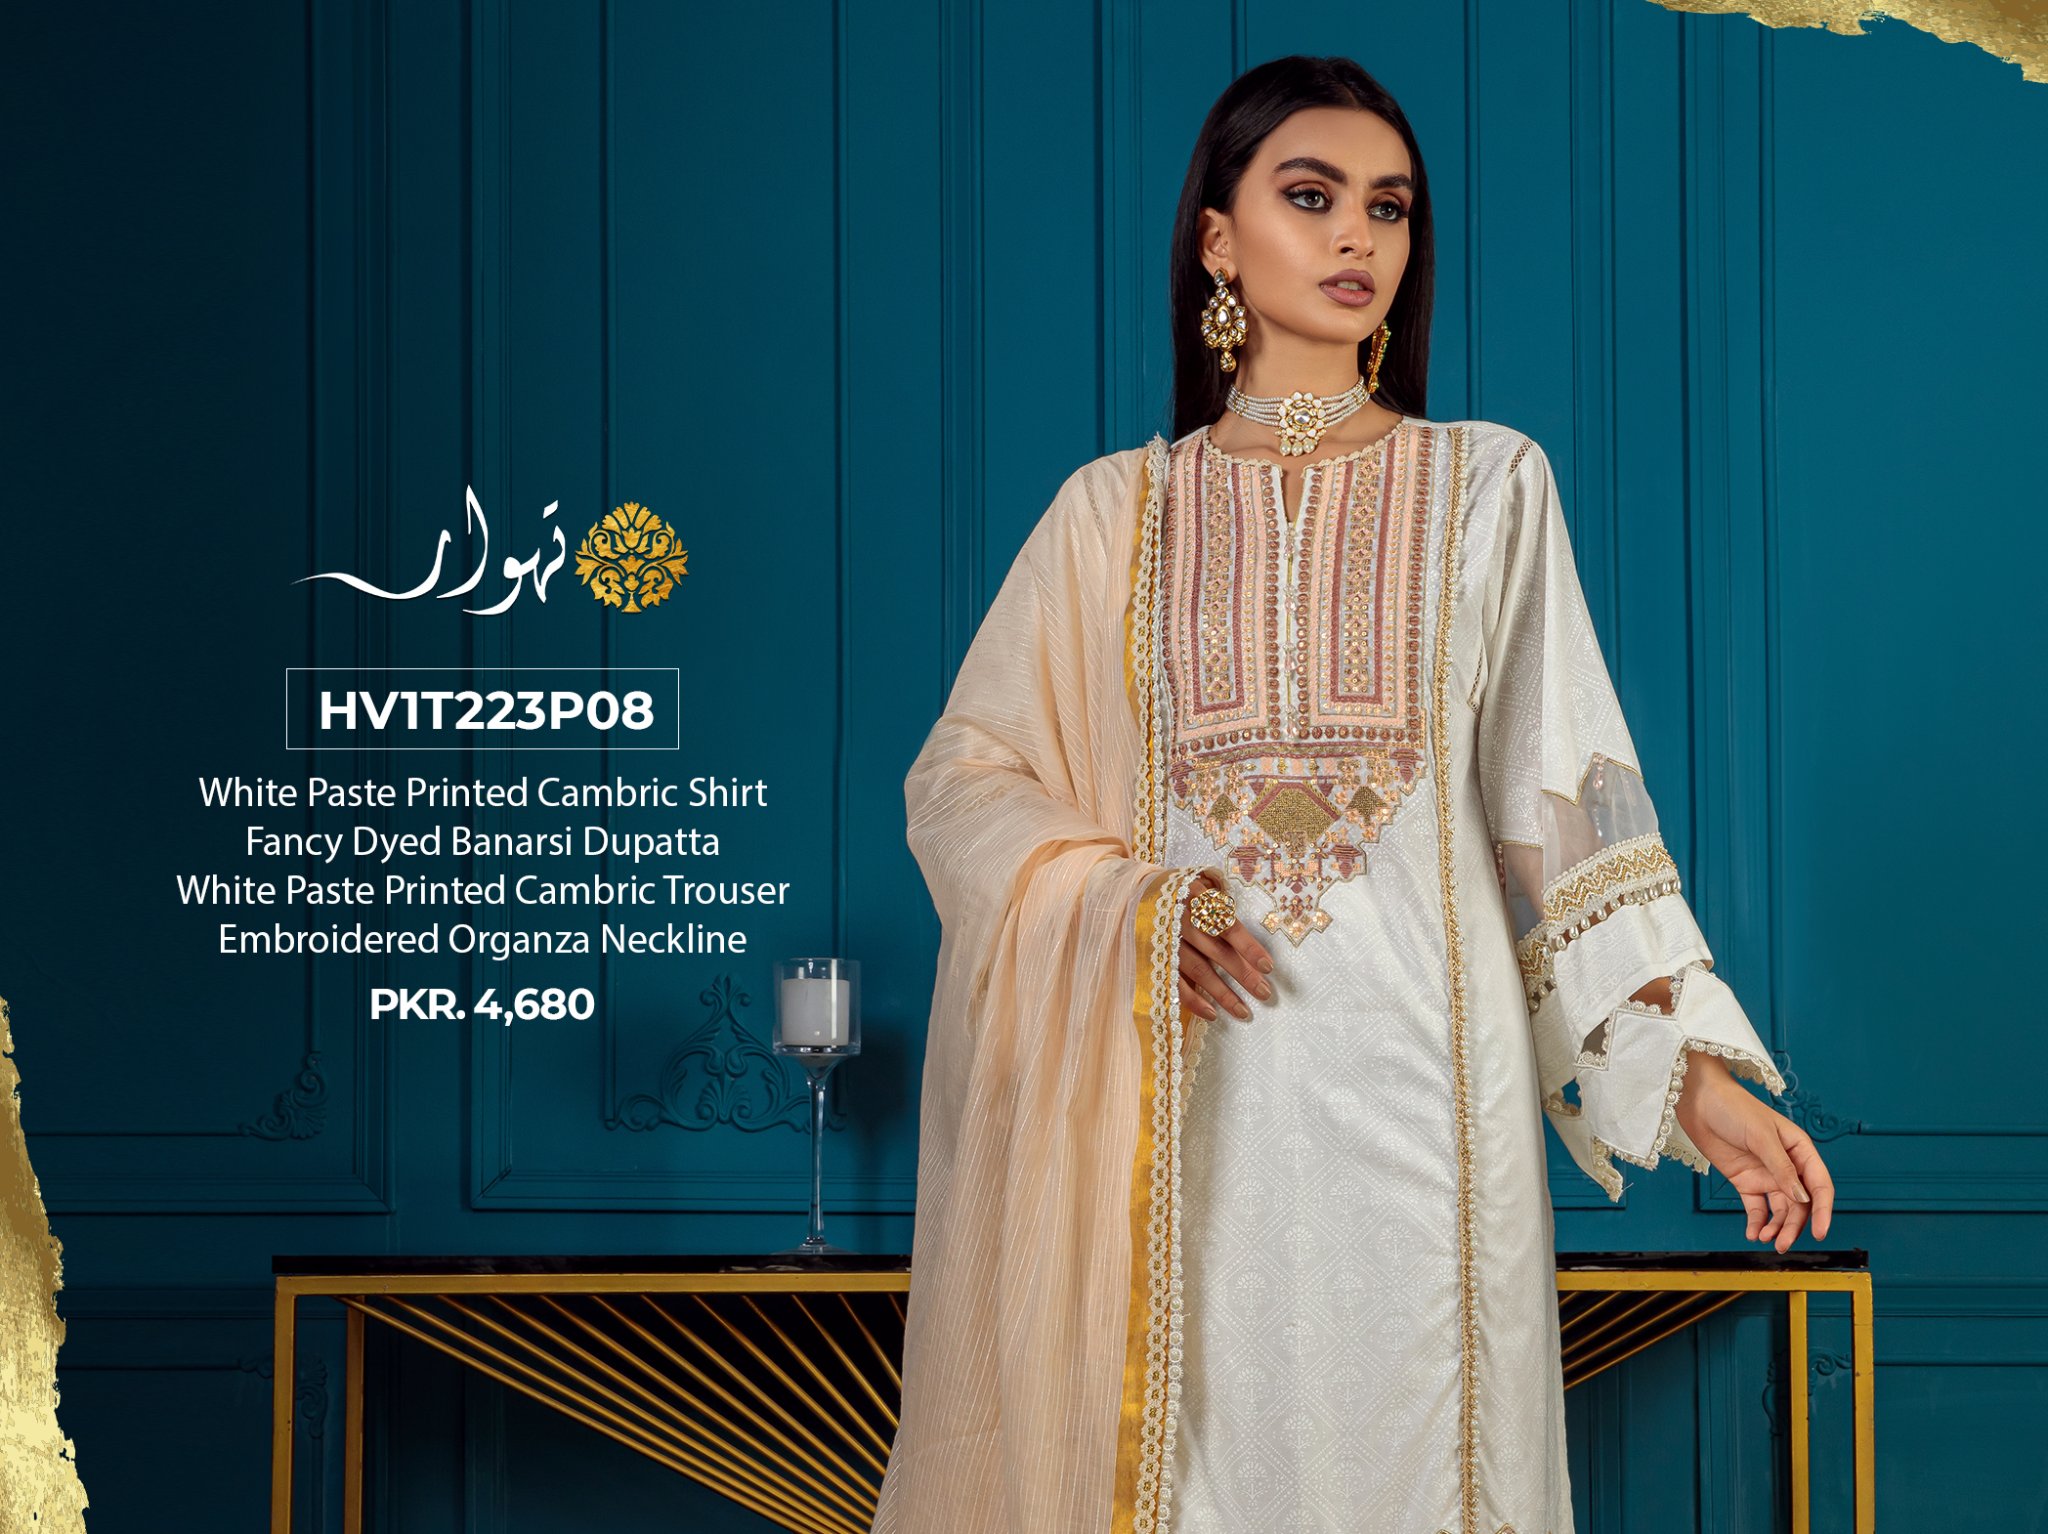 تہوار
HV1T223P08
White Paste Printed Cambric Shirt
Fancy Dyed Banarsi Dupatta
White Paste Printed Cambric Trouser
Embroidered Organza Neckline
PKR. 4,680